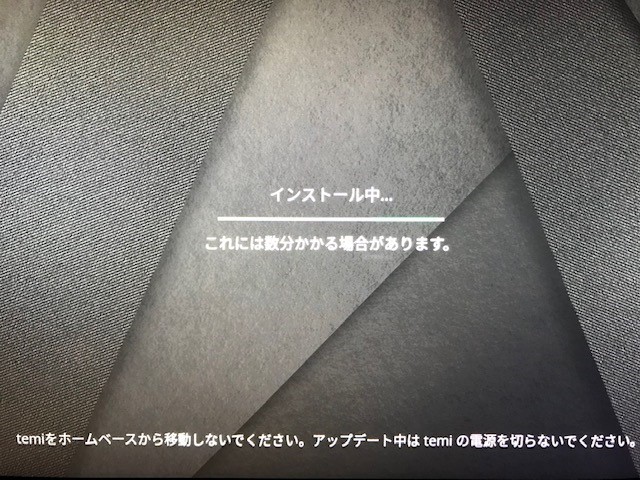 インストール中...
これには数分かかる場合があります。
temiをホームベースから移動しないでください。アップデート中は temi の電源を切らないでください。